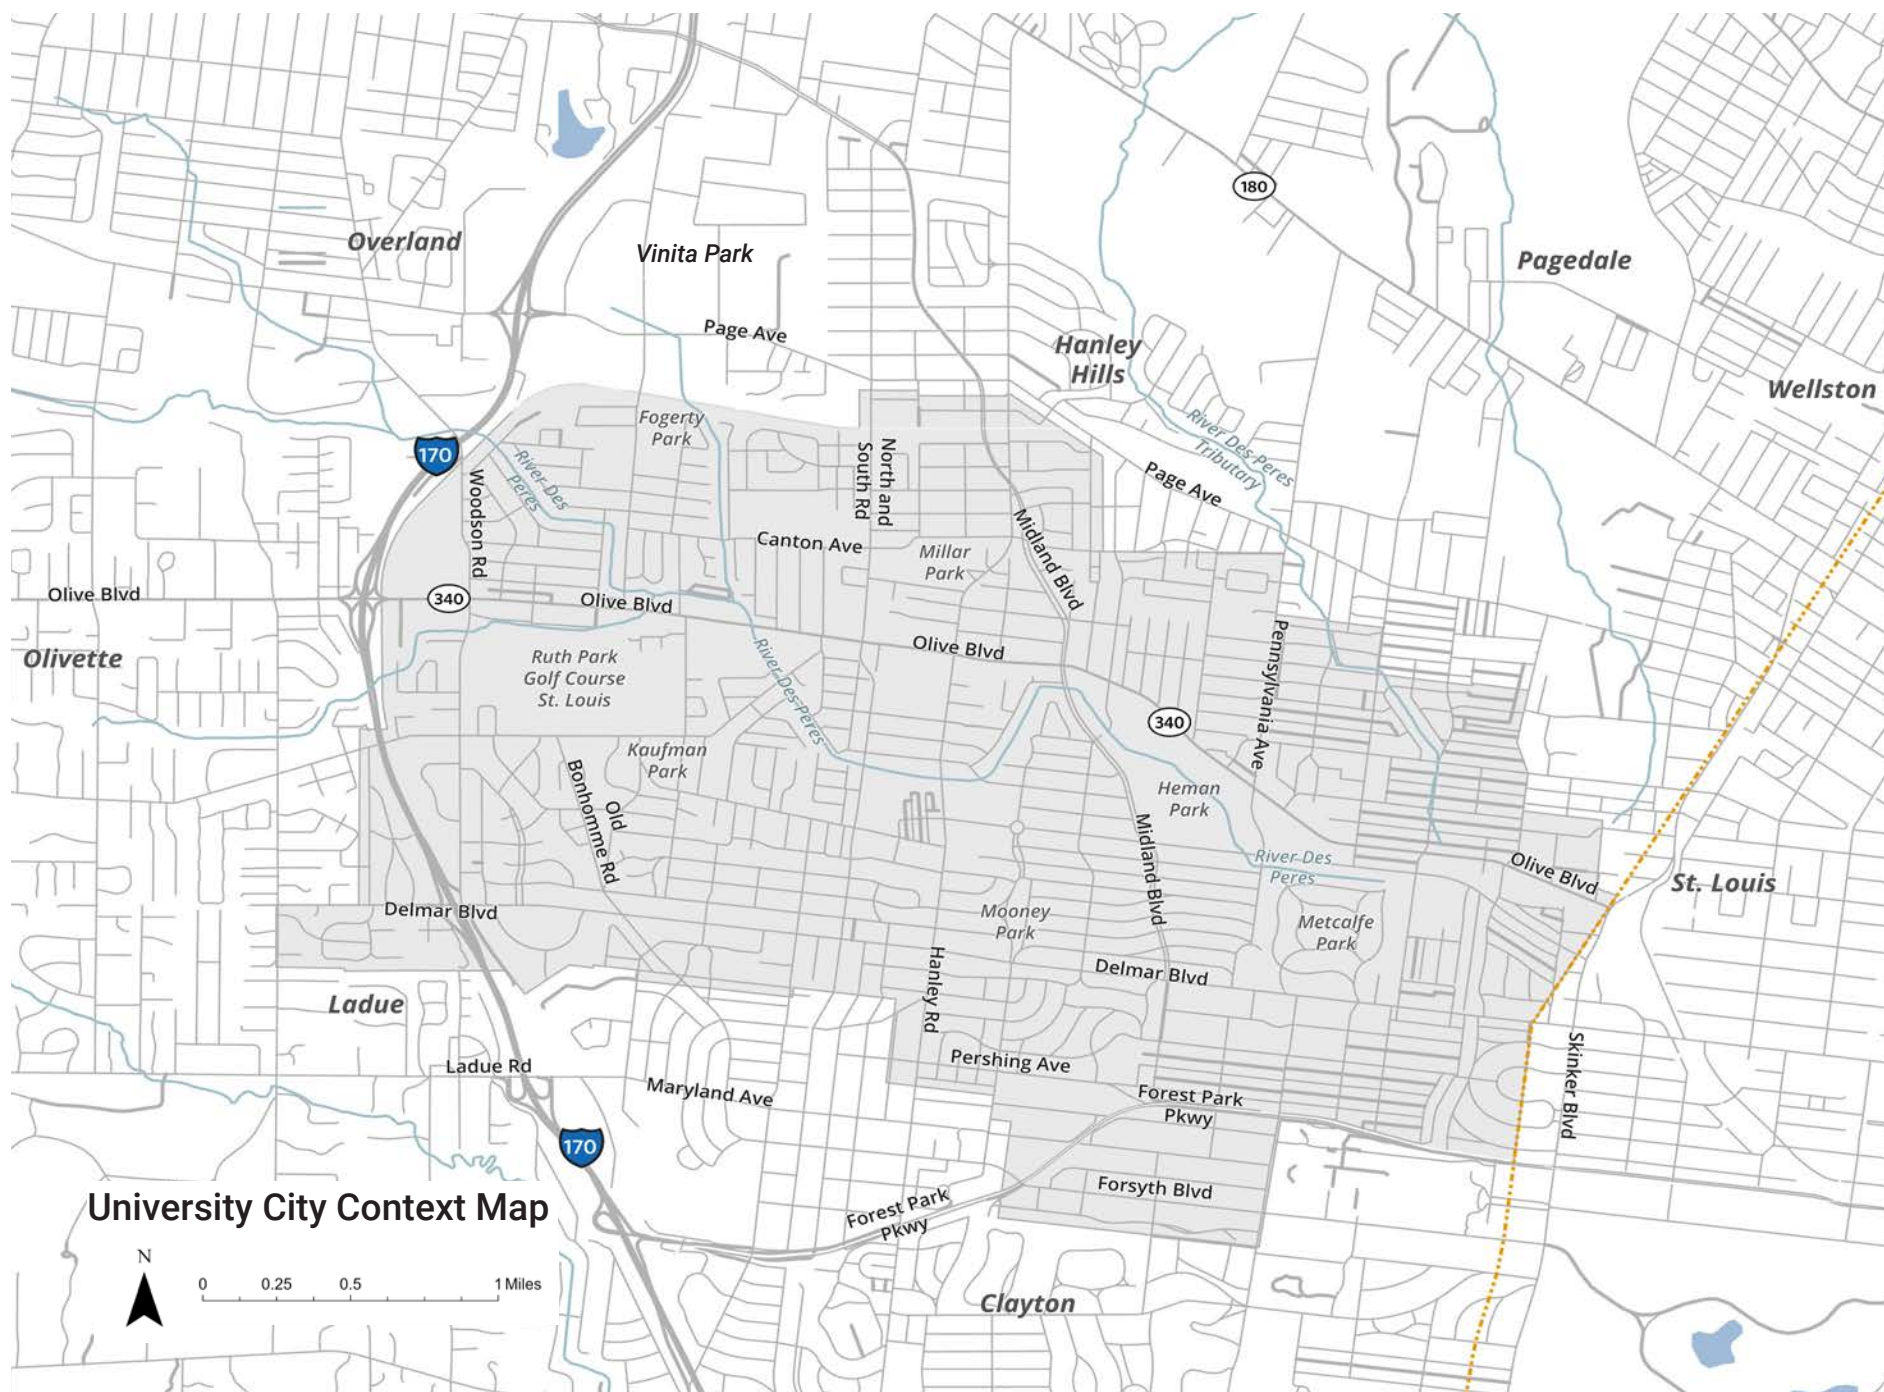 180
Overland
Vinita Park
Pagedale
Page Ave
Hanley
Hills
Wellston
Fogerty
Park
River Des Peres
Tributary
170
North and
South Rd
River Des
Peres
Woodson Rd
Page Ave
Canton Ave
Millar
Park
Midland Blvd
Olive Blvd
340
Olive Blvd
Olive Blvd
Pennsylvania Ave
Olivette
Ruth Park
Golf Course
St. Louis
River Des Peres
340
Kaufman
Park
Old
Bonhomme Rd
Heman
Park
Midland Blvd
River Des
Peres
Olive Blvd
St. Louis
Delmar Blvd
Mooney
Park
Metcalfe
Park
Hanley Rd
Delmar Blvd
Ladue
Skinker Blvd
Ladue Rd
Pershing Ave
Maryland Ave
Forest Park
Pkwy
170
Forsyth Blvd
University City Context Map
Forest Park
Pkwy
N
0 0.25 0.5 1 Miles
Clayton